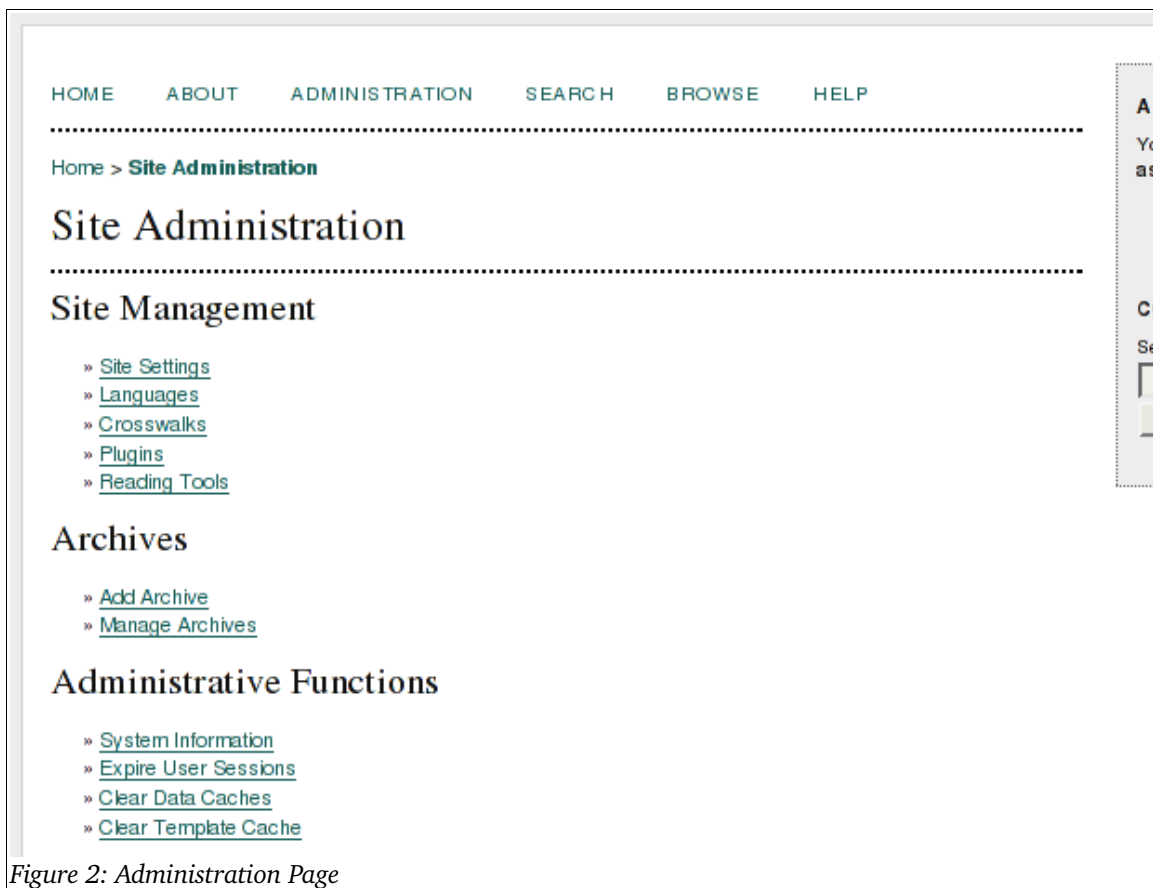 HOME ABOUT ADMINISTRATION SEARCH BROWSE HELP
Home > Site Administration
Site Administration
Site Management
» Site Settings
» Languages
» Crosswalks
» Plugins
» Reading Tools
Archives
» Add Archive
» Manage Archives
Administrative Functions
» System Information
» Expire User Sessions
» Clear Data Caches
» Clear Template Cache
Figure 2: Administration Page